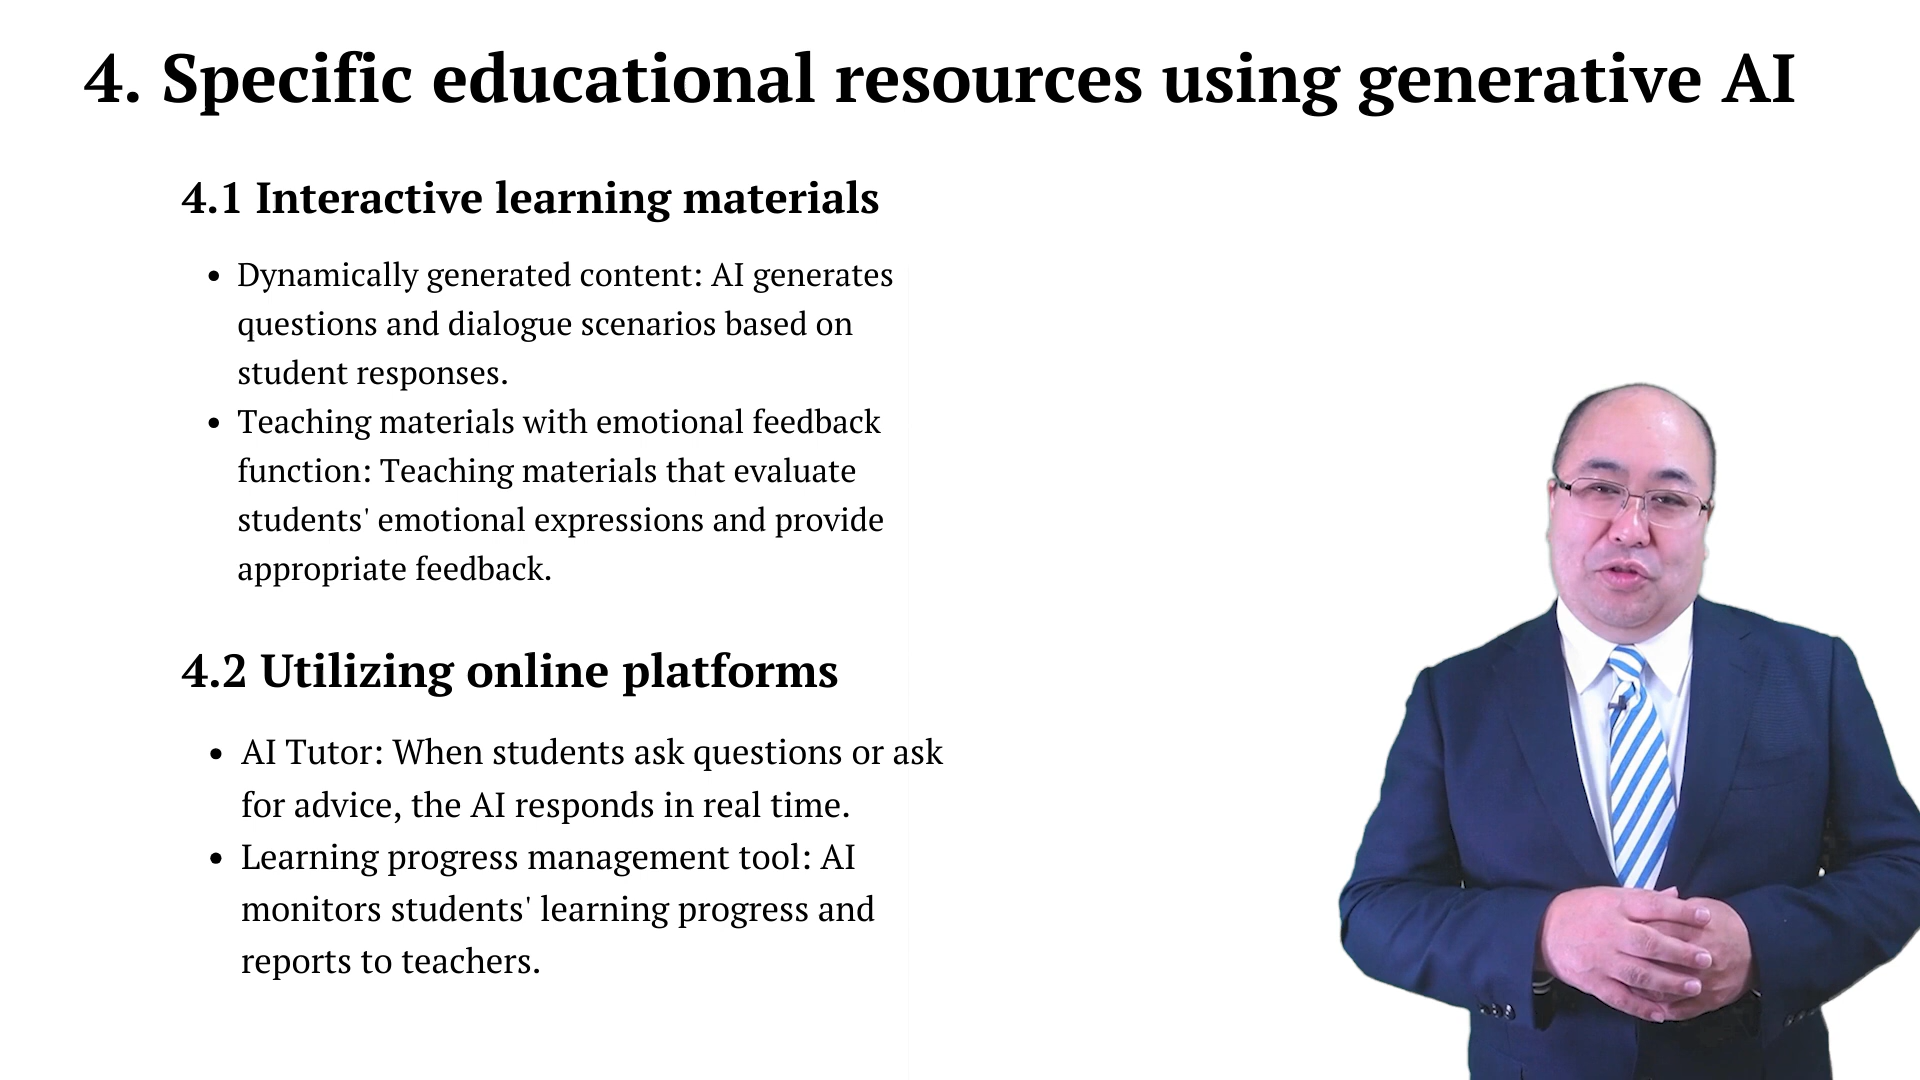 4. Specific educational resources using generative AI
4.1 Interactive learning materials
• Dynamically generated content: AI generates
questions and dialogue scenarios based on
student responses.
• Teaching materials with emotional feedback
function: Teaching materials that evaluate
students' emotional expressions and provide
appropriate feedback.
4.2 Utilizing online platforms
• AI Tutor: When students ask questions or ask
for advice, the AI responds in real time.
• Learning progress management tool: AI
monitors students' learning progress and
reports to teachers.